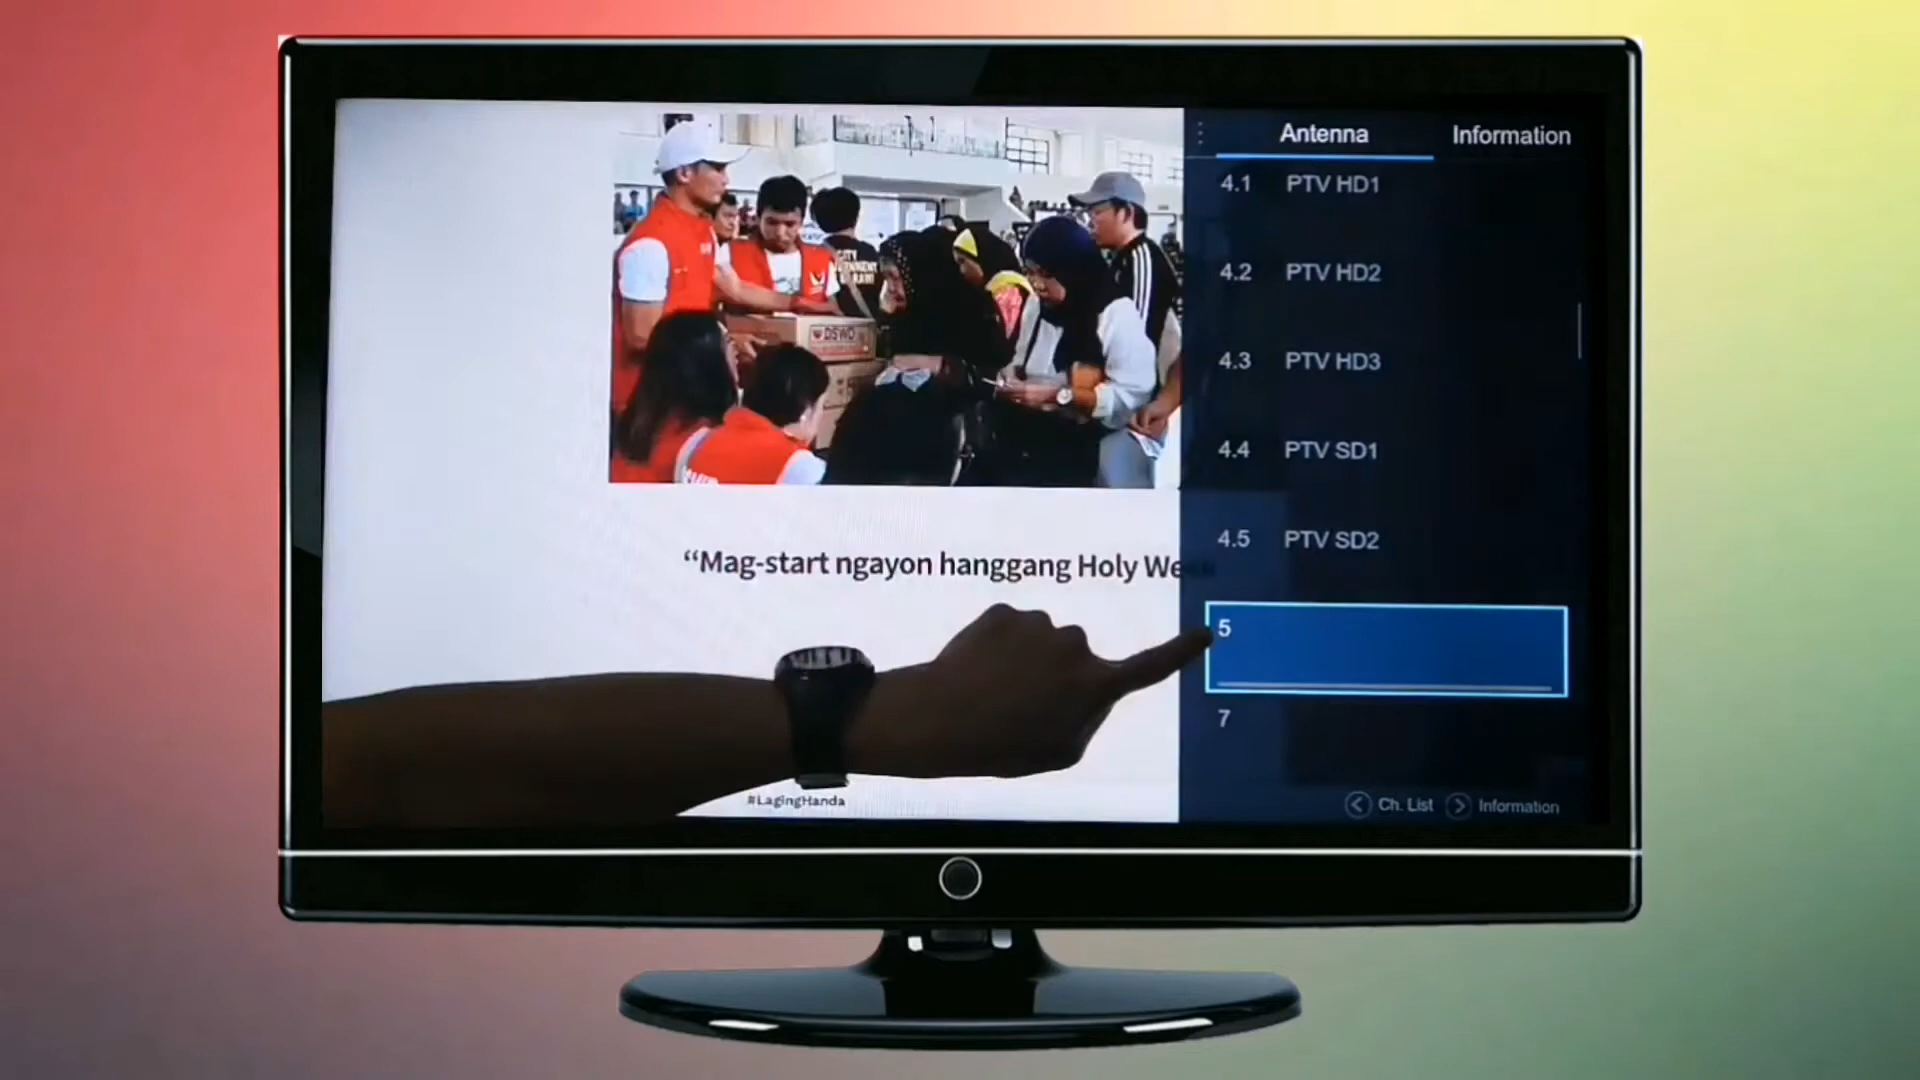 Antenna
Information
4.1 PTV HD1
4.2 PTV HD2
4.3 PTV HD3
4.4 PTV SD1
4.5 PTV SD2
5
7
Ch. List
Information
DSWD
“Mag-start ngayon hanggang Holy Week
#LagingHanda